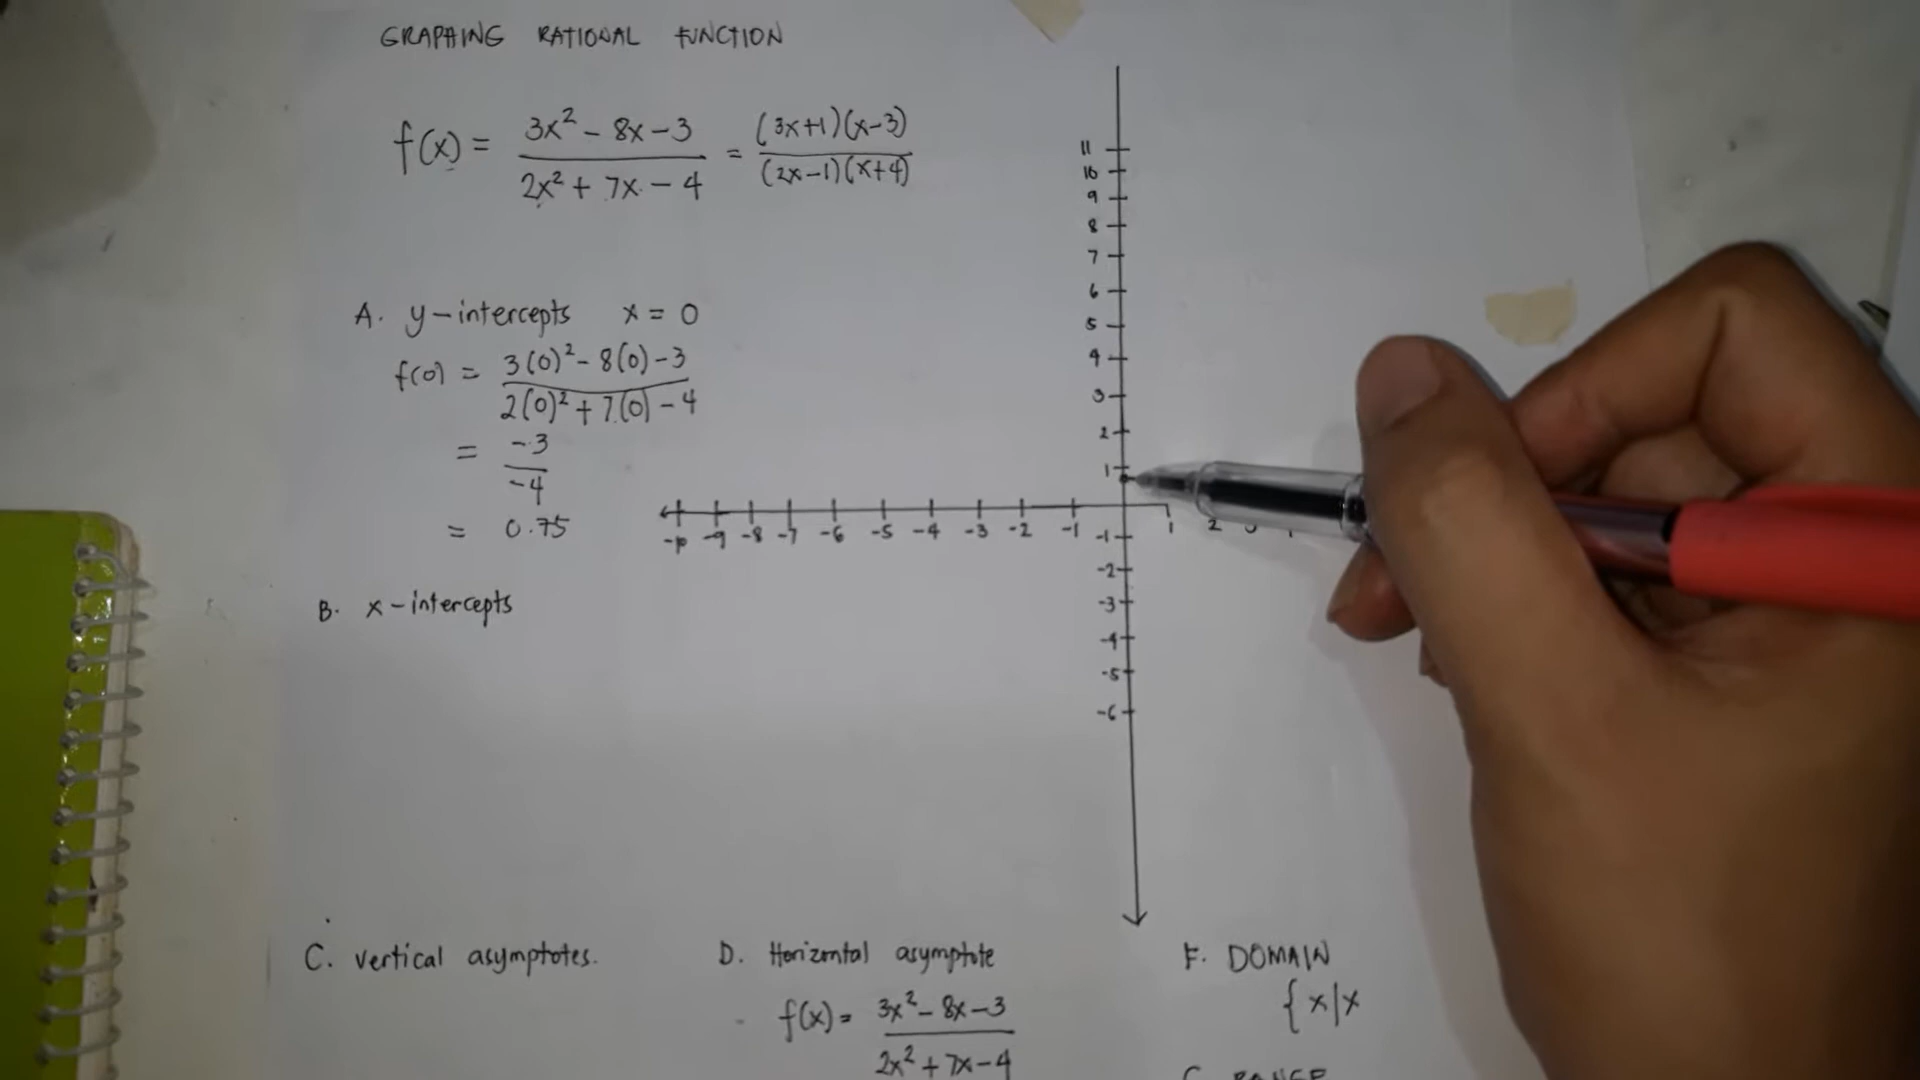 GRAPHING RATIONAL FUNCTION
f(x) = 3x² - 8x - 3 / 2x² + 7x - 4 = (3x+1)(x-3) / (2x-1)(x+4)
A. y-intercepts x = 0
f(0) = 3(0)² - 8(0) - 3 / 2(0)² + 7(0) - 4
= -3 / -4
= 0.75
B. x-intercepts
11
10
9
8
7
6
5
4
3
2
1
-10 -9 -8 -7 -6 -5 -4 -3 -2 -1 1 2
-1
-2
-3
-4
-5
-6
C. vertical asymptotes.
D. Horizontal asymptote
f(x) = 3x² - 8x - 3 / 2x² + 7x - 4
F. DOMAIN
{x|x